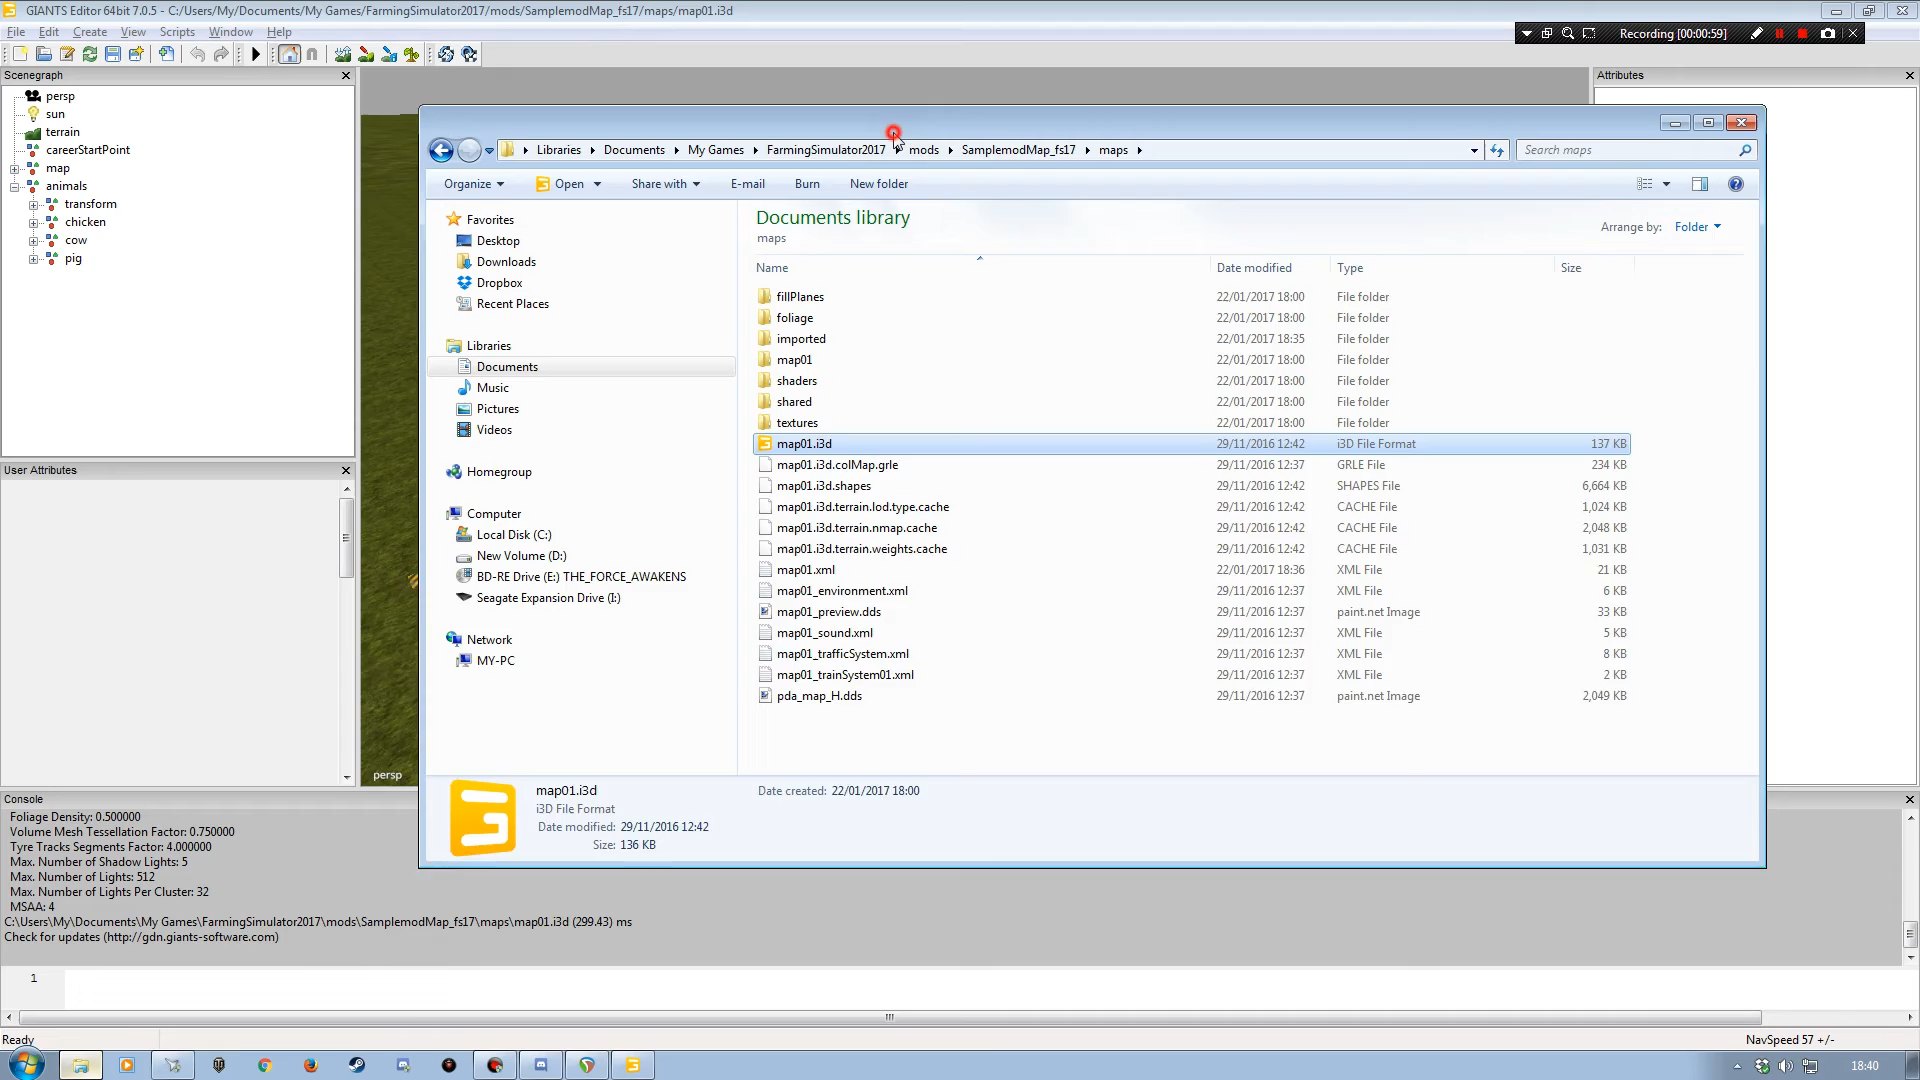 GIANTS Editor 64bit 7.0.5 - C:/Users/My/Documents/My Games/FarmingSimulator2017/mods/SamplemodMap_fs17/maps/map01.i3d
File Edit Create View Scripts Window Help
Recording [00:00:59]
Scenegraph
Attributes
persp
sun
terrain
careerStartPoint
map
animals
transform
chicken
cow
pig
Libraries Documents My Games FarmingSimulator2017 mods SamplemodMap_fs17 maps
Search maps
Organize Open Share with E-mail Burn New folder
Favorites
Desktop
Downloads
Dropbox
Recent Places
Libraries
Documents
Music
Pictures
Videos
Homegroup
Computer
Local Disk (C:)
New Volume (D:)
BD-RE Drive (E:) THE_FORCE_AWAKENS
Seagate Expansion Drive (I:)
Network
MY-PC
Documents library
maps
Arrange by: Folder
Name Date modified Type Size
fillPlanes 22/01/2017 18:00 File folder
foliage 22/01/2017 18:00 File folder
imported 22/01/2017 18:35 File folder
map01 22/01/2017 18:00 File folder
shaders 22/01/2017 18:00 File folder
shared 22/01/2017 18:00 File folder
textures 22/01/2017 18:00 File folder
map01.i3d 29/11/2016 12:42 i3D File Format 137 KB
map01.i3d.colMap.grle 29/11/2016 12:37 GRLE File 234 KB
map01.i3d.shapes 29/11/2016 12:42 SHAPES File 6,664 KB
map01.i3d.terrain.lod.type.cache 29/11/2016 12:42 CACHE File 1,024 KB
map01.i3d.terrain.nmap.cache 29/11/2016 12:42 CACHE File 2,048 KB
map01.i3d.terrain.weights.cache 29/11/2016 12:42 CACHE File 1,031 KB
map01.xml 22/01/2017 18:36 XML File 21 KB
map01_environment.xml 29/11/2016 12:37 XML File 6 KB
map01_preview.dds 29/11/2016 12:37 paint.net Image 33 KB
map01_sound.xml 29/11/2016 12:37 XML File 5 KB
map01_trafficSystem.xml 29/11/2016 12:37 XML File 8 KB
map01_trainSystem01.xml 29/11/2016 12:37 XML File 2 KB
pda_map_H.dds 29/11/2016 12:37 paint.net Image 2,049 KB
map01.i3d
Date created: 22/01/2017 18:00
i3D File Format
Date modified: 29/11/2016 12:42
Size: 136 KB
User Attributes
persp
Console
Foliage Density: 0.500000
Volume Mesh Tessellation Factor: 0.750000
Tyre Tracks Segments Factor: 4.000000
Max. Number of Shadow Lights: 5
Max. Number of Lights: 512
Max. Number of Lights Per Cluster: 32
MSAA: 4
C:\Users\My\Documents\My Games\FarmingSimulator2017\mods\SamplemodMap_fs17\maps\map01.i3d (299.43) ms
Check for updates (http://gdn.giants-software.com)
1
Ready
NavSpeed 57 +/-
18:40